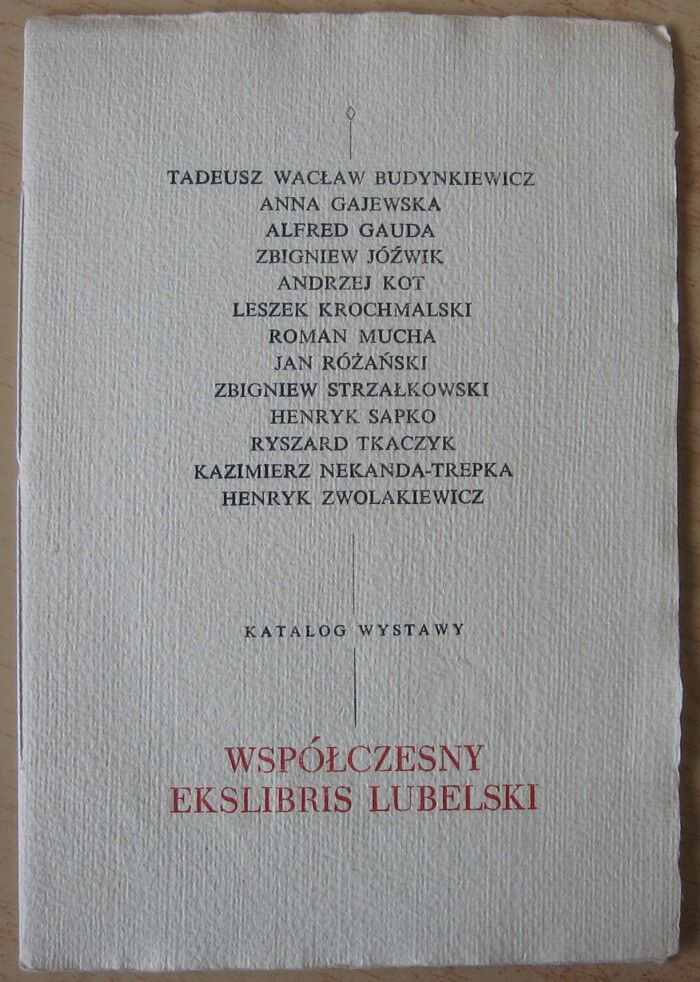 TADEUSZ WACŁAW BUDYNKIEWICZ
ANNA GAJEWSKA
ALFRED GAUDA
ZBIGNIEW JÓŹWIK
ANDRZEJ KOT
LESZEK KROCHMALSKI
ROMAN MUCHA
JAN RÓŻAŃSKI
ZBIGNIEW STRZAŁKOWSKI
HENRYK SAPKO
RYSZARD TKACZYK
KAZIMIERZ NEKANDA-TREPKA
HENRYK ZWOLAKIEWICZ
KATALOG WYSTAWY
WSPÓŁCZESNY
EKSLIBRIS LUBELSKI